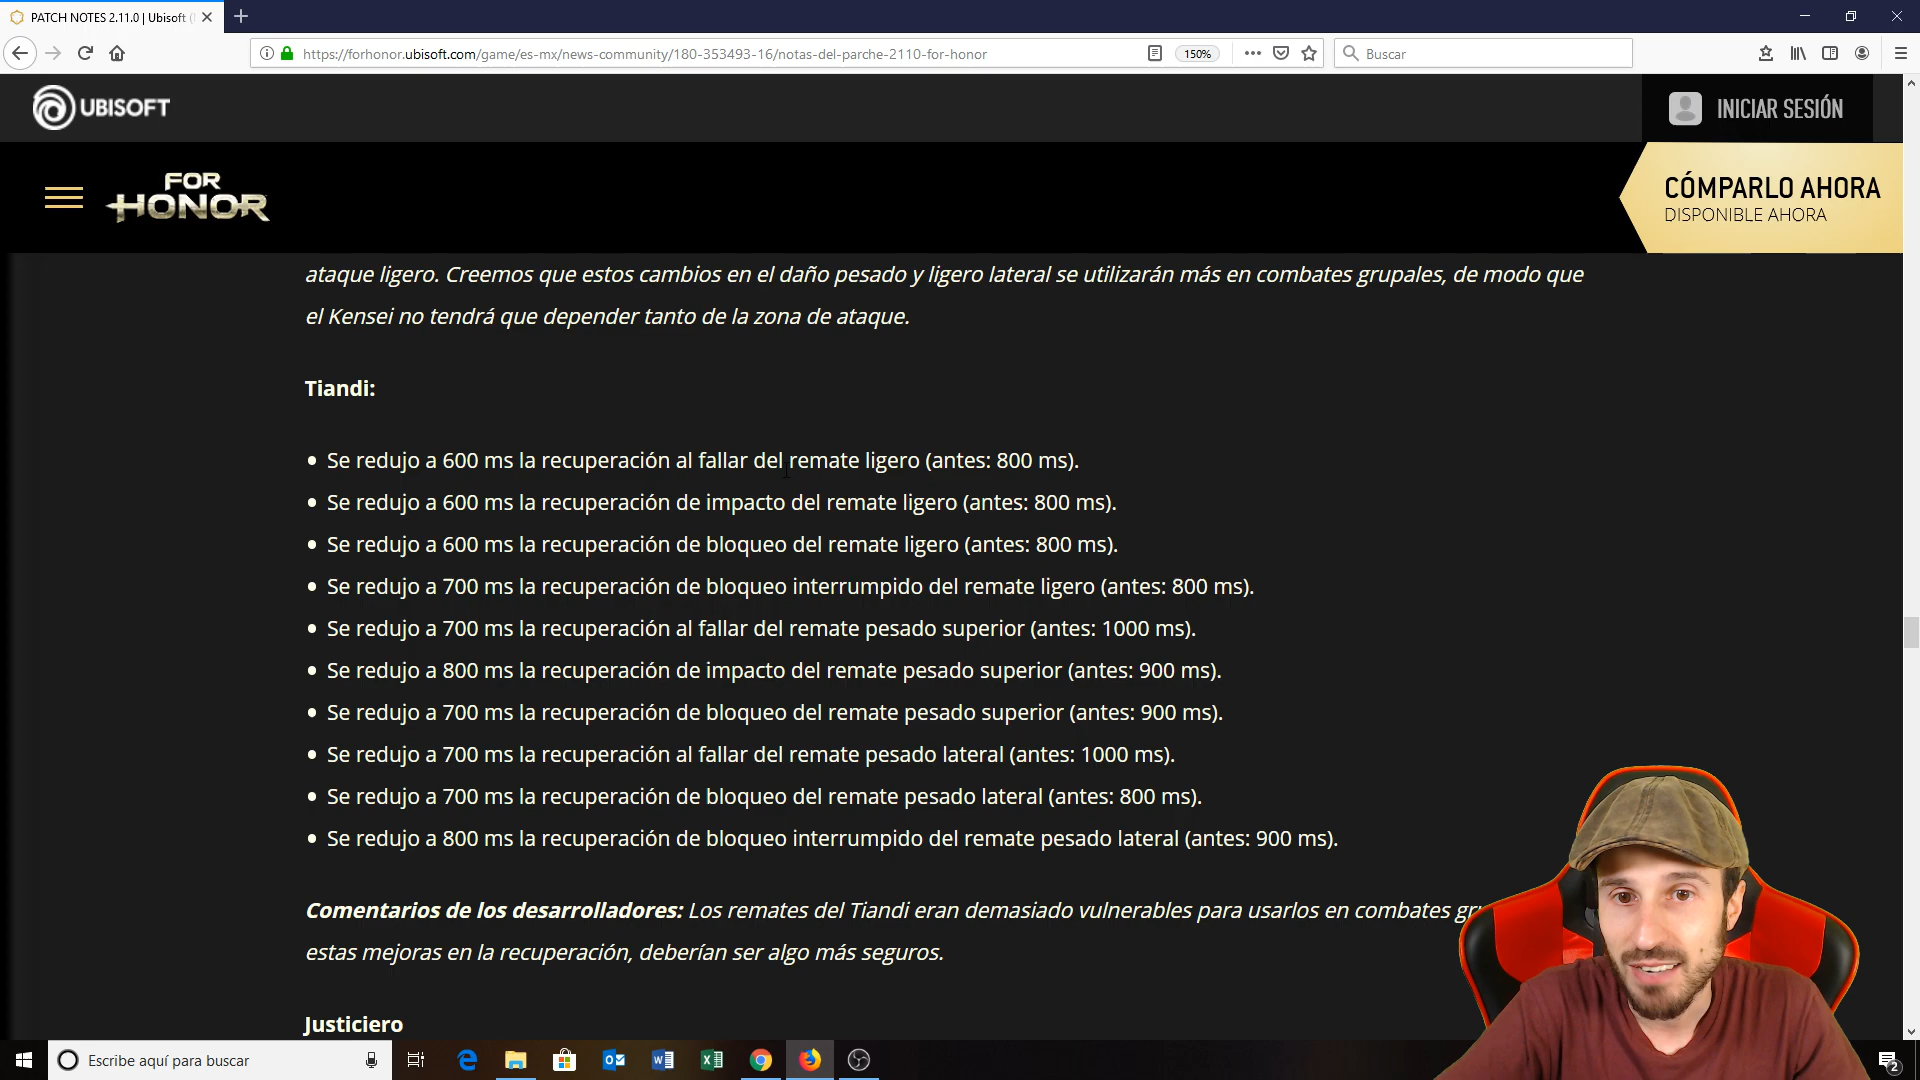 PATCH NOTES 2.11.0 | Ubisoft (
https://forhonor.ubisoft.com/game/es-mx/news-community/180-353493-16/notas-del-parche-2110-for-honor
150%
Buscar
UBISOFT
INICIAR SESIÓN
FOR
HONOR
CÓMPARLO AHORA
DISPONIBLE AHORA
ataque ligero. Creemos que estos cambios en el daño pesado y ligero lateral se utilizarán más en combates grupales, de modo que
el Kensei no tendrá que depender tanto de la zona de ataque.
Tiandi:
• Se redujo a 600 ms la recuperación al fallar del remate ligero (antes: 800 ms).
• Se redujo a 600 ms la recuperación de impacto del remate ligero (antes: 800 ms).
• Se redujo a 600 ms la recuperación de bloqueo del remate ligero (antes: 800 ms).
• Se redujo a 700 ms la recuperación de bloqueo interrumpido del remate ligero (antes: 800 ms).
• Se redujo a 700 ms la recuperación al fallar del remate pesado superior (antes: 1000 ms).
• Se redujo a 800 ms la recuperación de impacto del remate pesado superior (antes: 900 ms).
• Se redujo a 700 ms la recuperación de bloqueo del remate pesado superior (antes: 900 ms).
• Se redujo a 700 ms la recuperación al fallar del remate pesado lateral (antes: 1000 ms).
• Se redujo a 700 ms la recuperación de bloqueo del remate pesado lateral (antes: 800 ms).
• Se redujo a 800 ms la recuperación de bloqueo interrumpido del remate pesado lateral (antes: 900 ms).
Comentarios de los desarrolladores: Los remates del Tiandi eran demasiado vulnerables para usarlos en combates
estas mejoras en la recuperación, deberían ser algo más seguros.
Justiciero
Escribe aquí para buscar
2